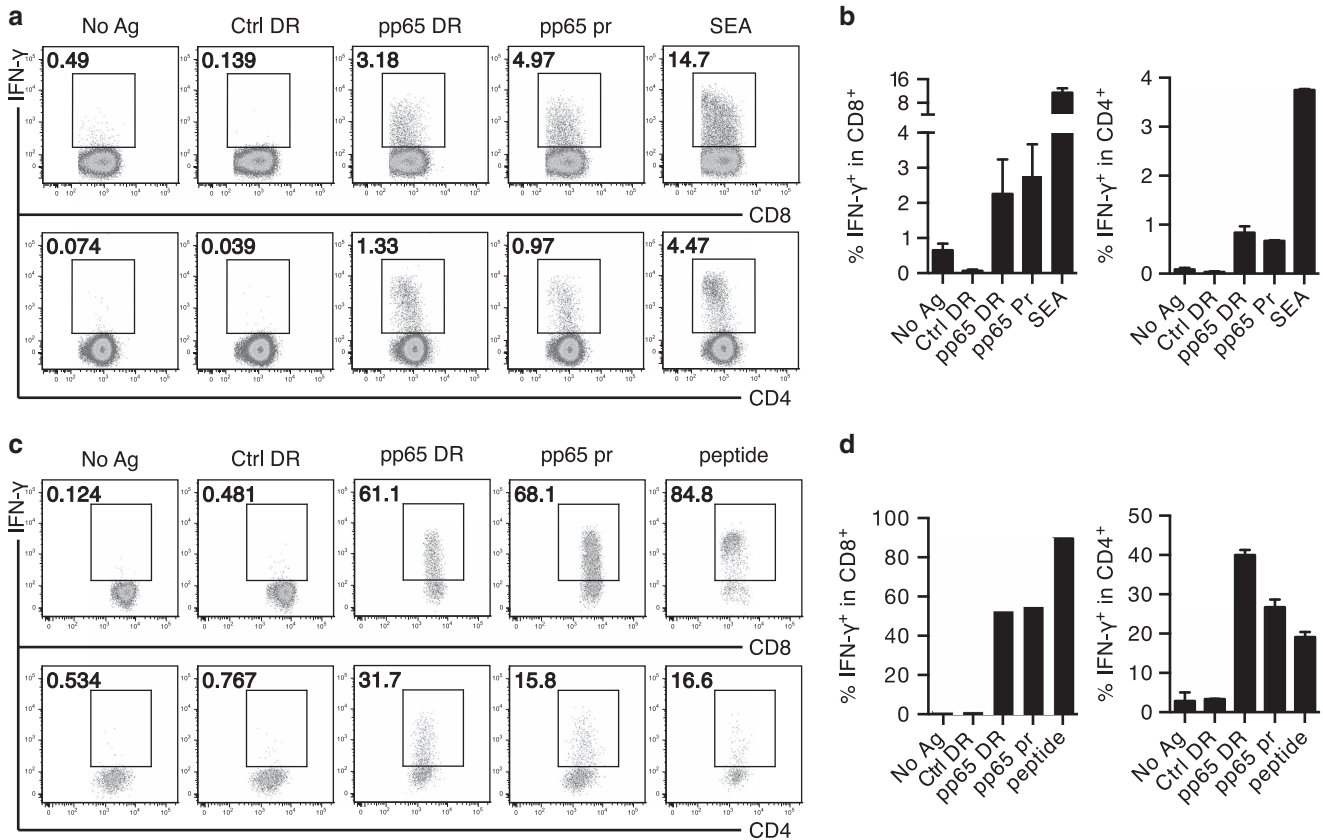 a
No Ag Ctrl DR pp65 DR pp65 pr SEA
IFN-γ
0.49 0.139 3.18 4.97 14.7
CD8
0.074 0.039 1.33 0.97 4.47
CD4
b
% IFN-γ+ in CD8+
16
8
4
3
2
1
0
No Ag
Ctrl DR
pp65 DR
pp65 Pr
SEA
% IFN-γ+ in CD4+
4
3
2
1
0
No Ag
Ctrl DR
pp65 DR
pp65 Pr
SEA
c
No Ag Ctrl DR pp65 DR pp65 pr peptide
IFN-γ
0.124 0.481 61.1 68.1 84.8
CD8
0.534 0.767 31.7 15.8 16.6
CD4
d
% IFN-γ+ in CD8+
100
80
60
40
20
0
No Ag
Ctrl DR
pp65 DR
pp65 pr
peptide
% IFN-γ+ in CD4+
50
40
30
20
10
0
No Ag
Ctrl DR
pp65 DR
pp65 pr
peptide